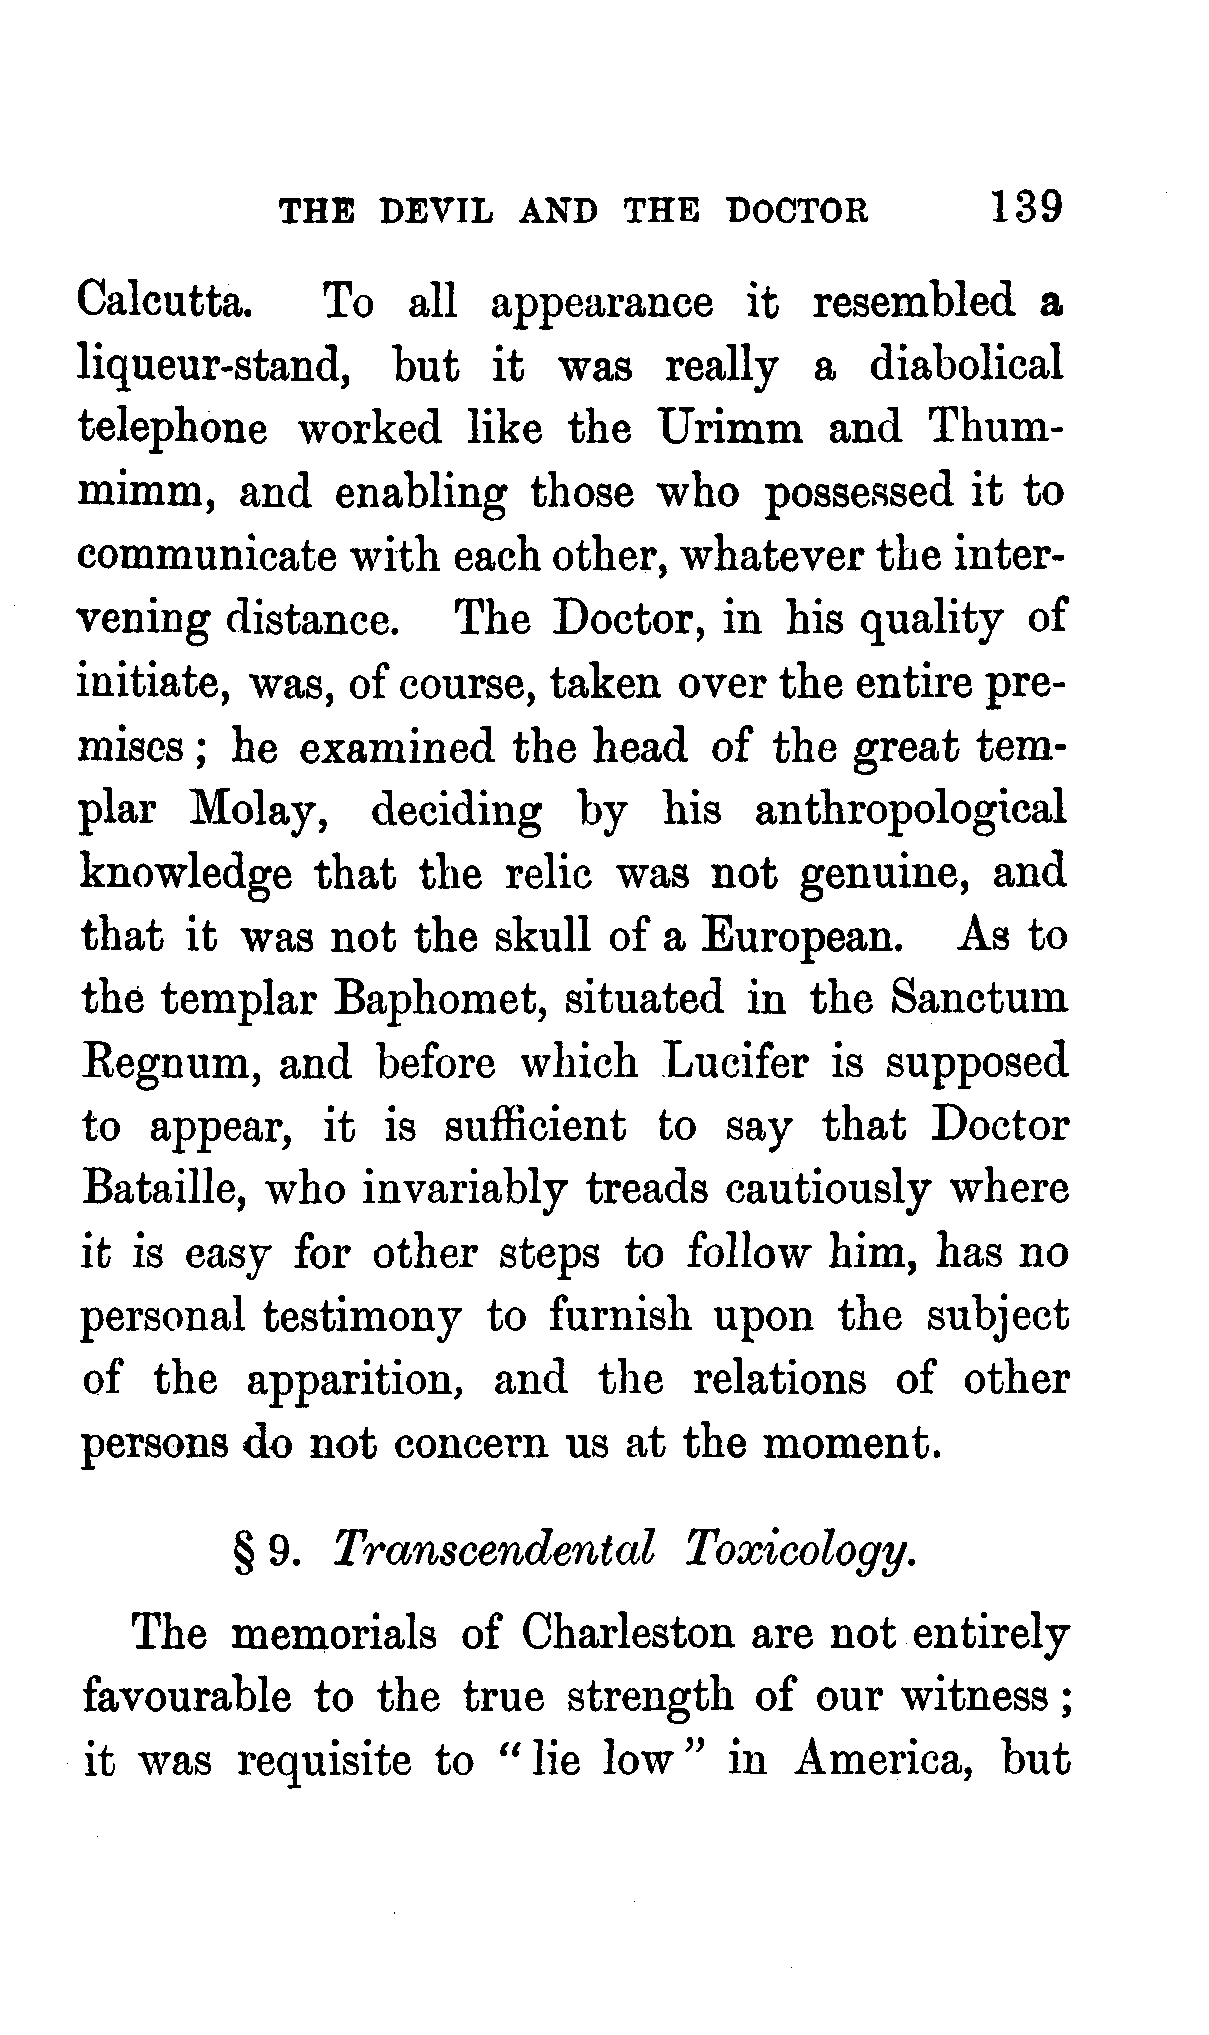 THE DEVIL AND THE DOCTOR 139
Calcutta. To all appearance it resembled a
liqueur-stand, but it was really a diabolical
telephone worked like the Urimm and Thum-
mimm, and enabling those who possessed it to
communicate with each other, whatever the inter-
vening distance. The Doctor, in his quality of
initiate, was, of course, taken over the entire pre-
mises ; he examined the head of the great tem-
plar Molay, deciding by his anthropological
knowledge that the relic was not genuine, and
that it was not the skull of a European. As to
the templar Baphomet, situated in the Sanctum
Regnum, and before which Lucifer is supposed
to appear, it is sufficient to say that Doctor
Bataille, who invariably treads cautiously where
it is easy for other steps to follow him, has no
personal testimony to furnish upon the subject
of the apparition, and the relations of other
persons do not concern us at the moment.
§ 9. Transcendental Toxicology.
The memorials of Charleston are not entirely
favourable to the true strength of our witness ;
it was requisite to “lie low” in America, but